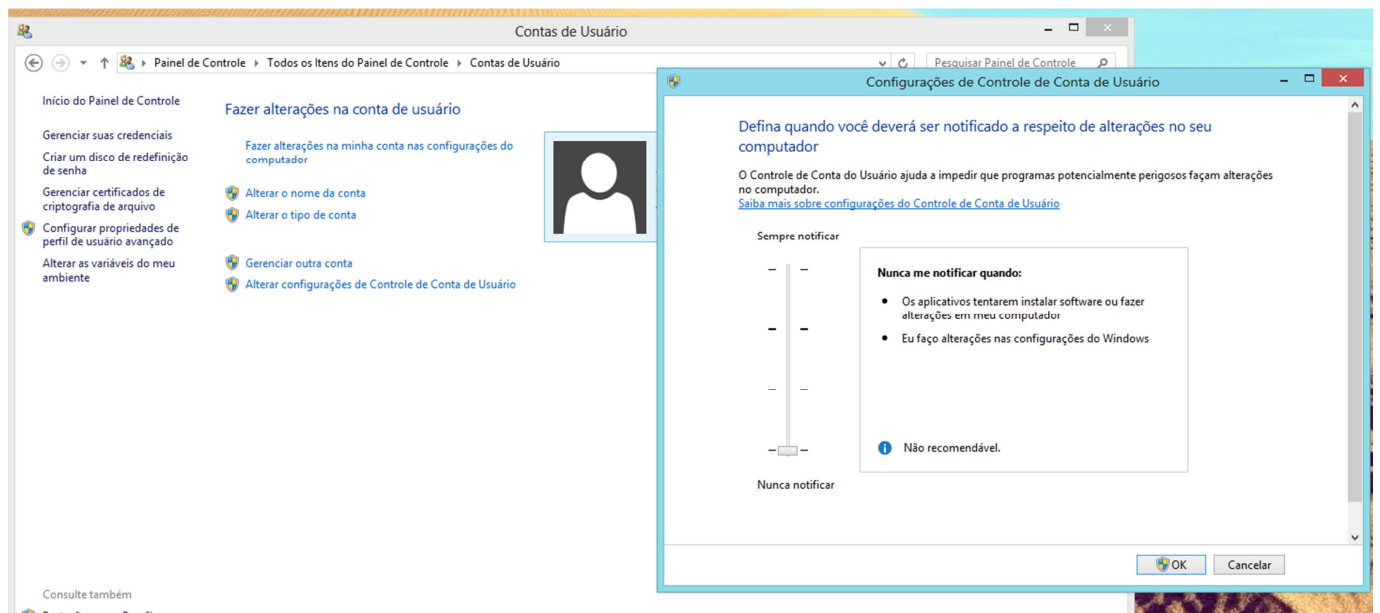 Contas de Usuário
Painel de Controle
Todos os Itens do Painel de Controle
Contas de Usuário
Pesquisar Painel de Controle
Início do Painel de Controle
Gerenciar suas credenciais
Criar um disco de redefinição
de senha
Gerenciar certificados de
criptografia de arquivo
Configurar propriedades de
perfil de usuário avançado
Alterar as variáveis do meu
ambiente
Consulte também
Fazer alterações na conta de usuário
Fazer alterações na minha conta nas configurações do
computador
Alterar o nome da conta
Alterar o tipo de conta
Gerenciar outra conta
Alterar configurações de Controle de Conta de Usuário
Configurações de Controle de Conta de Usuário
Defina quando você deverá ser notificado a respeito de alterações no seu
computador
O Controle de Conta do Usuário ajuda a impedir que programas potencialmente perigosos façam alterações
no computador.
Saiba mais sobre configurações do Controle de Conta de Usuário
Sempre notificar
Nunca me notificar quando:
Os aplicativos tentarem instalar software ou fazer
alterações em meu computador
Eu faço alterações nas configurações do Windows
Não recomendável.
Nunca notificar
OK
Cancelar